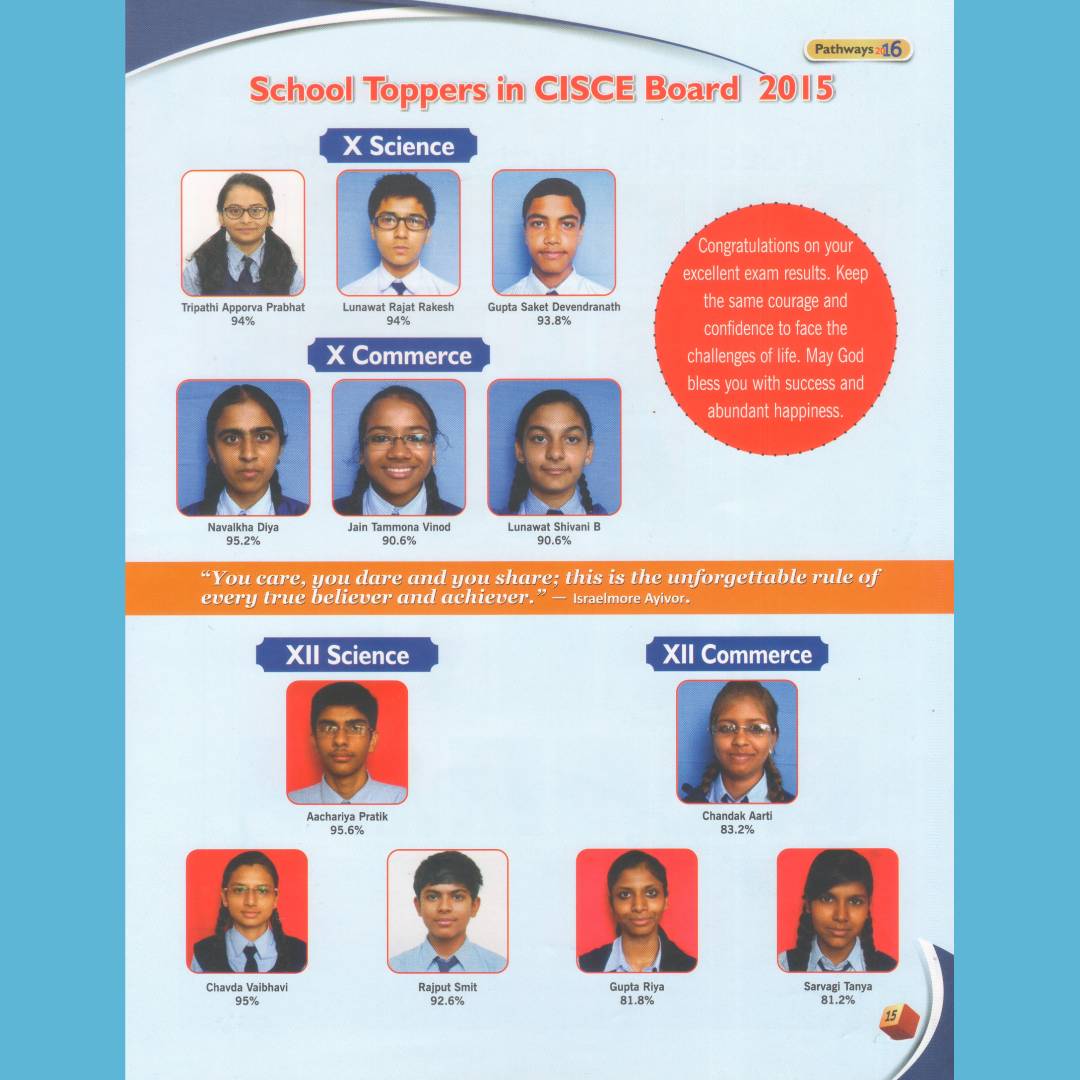 Pathways 2016
School Toppers in CISCE Board 2015
X Science
Tripathi Apporva Prabhat
94%
Lunawat Rajat Rakesh
94%
Gupta Saket Devendranath
93.8%
Congratulations on your
excellent exam results. Keep
the same courage and
confidence to face the
challenges of life. May God
bless you with success and
abundant happiness.
X Commerce
Navalkha Diya
95.2%
Jain Tammona Vinod
90.6%
Lunawat Shivani B
90.6%
“You care, you dare and you share; this is the unforgettable rule of
every true believer and achiever.” — Israelmore Ayivor.
XII Science
Aachariya Pratik
95.6%
Chavda Vaibhavi
95%
Rajput Smit
92.6%
XII Commerce
Chandak Aarti
83.2%
Gupta Riya
81.8%
Sarvagi Tanya
81.2%
15